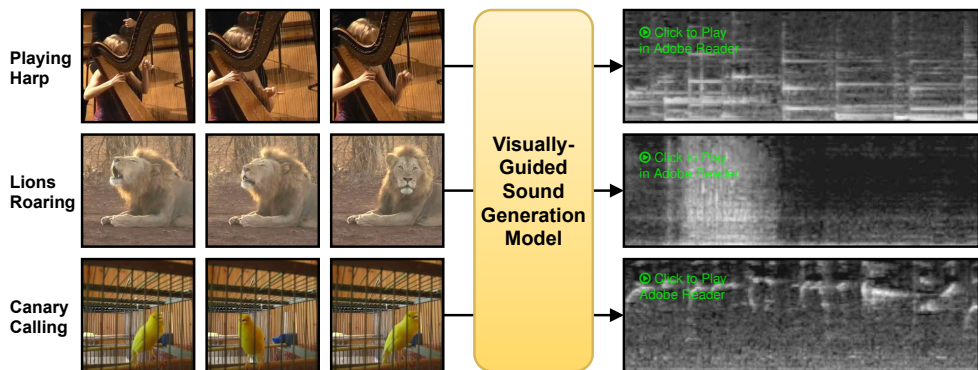 Playing
Harp
Click to Play
in Adobe Reader
Visually-
Guided
Sound
Generation
Model
Lions
Roaring
Click to Play
in Adobe Reader
Canary
Calling
Click to Play
Adobe Reader